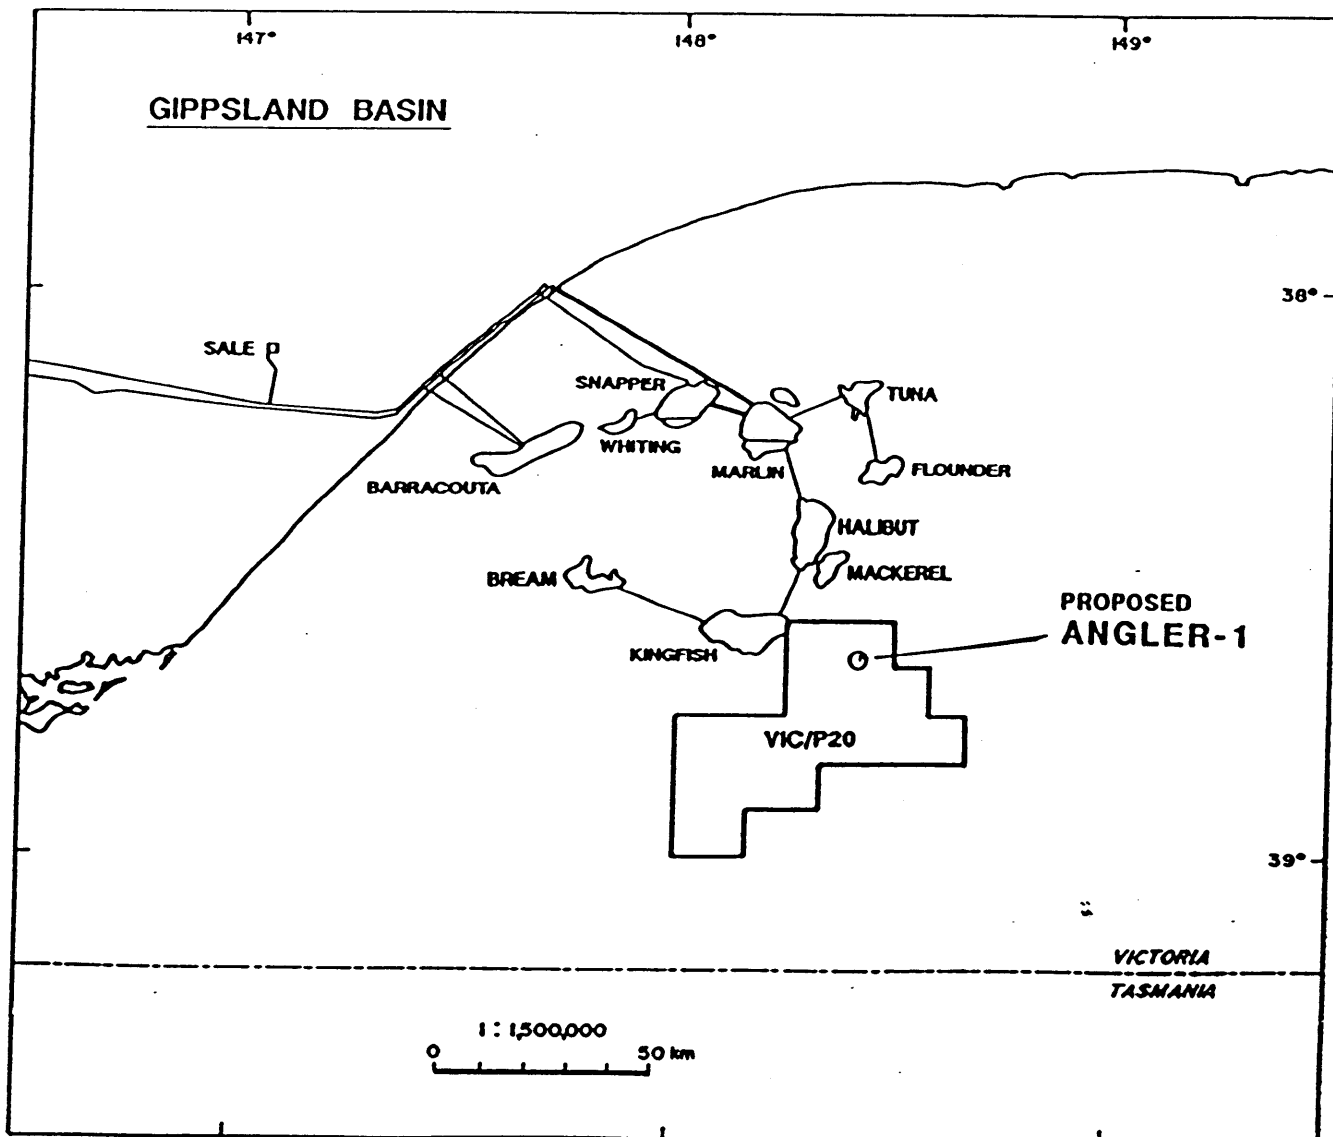 147°
148°
149°
GIPPSLAND BASIN
38°
SALE
SNAPPER
TUNA
WHITING
MARLIN
FLOUNDER
BARRACOUTA
HALIBUT
BREAM
MACKEREL
PROPOSED
ANGLER-1
KINGFISH
VIC/P20
39°
VICTORIA
TASMANIA
1 : 1,500,000
0 50 km